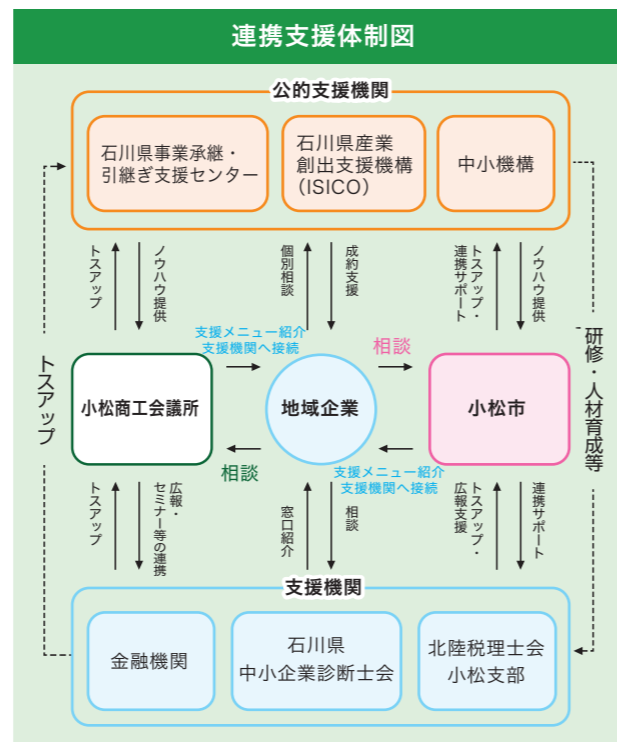 連携支援体制図
公的支援機関
石川県事業承継・
引継ぎ支援センター
石川県産業
創出支援機構
(ISICO)
中小機構
トスアップ
ノウハウ提供
個別相談
成約支援
トスアップ・
連携サポート
ノウハウ提供
支援メニュー紹介
支援機関へ接続
相談
トスアップ
小松商工会議所
地域企業
小松市
研修・人材育成等
相談
支援メニュー紹介
支援機関へ接続
トスアップ
広報・
セミナー等の連携
窓口紹介
相談
トスアップ・
広報支援
連携サポート
支援機関
金融機関
石川県
中小企業診断士会
北陸税理士会
小松支部